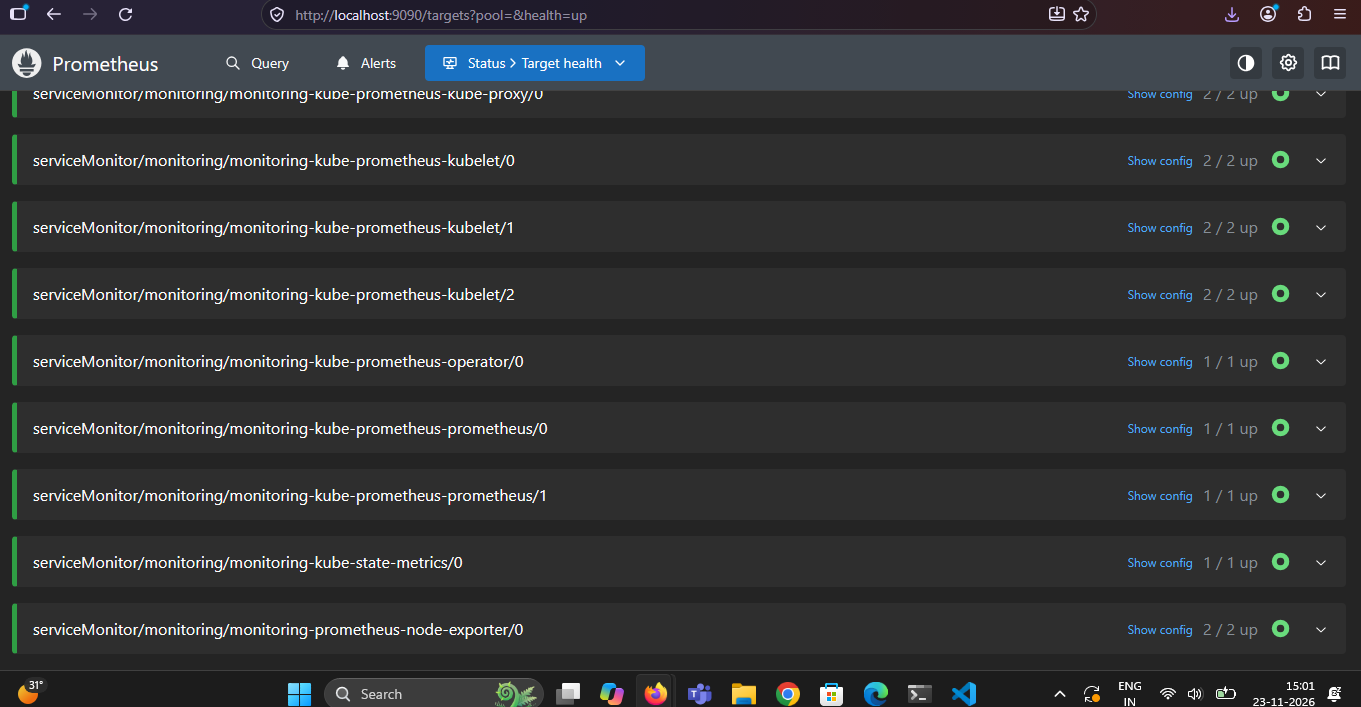 http://localhost:9090/targets?pool=&health=up
Prometheus Query Alerts Status > Target health
serviceMonitor/monitoring/monitoring-kube-prometheus-kube-proxy/0 Show config 2 / 2 up
serviceMonitor/monitoring/monitoring-kube-prometheus-kubelet/0 Show config 2 / 2 up
serviceMonitor/monitoring/monitoring-kube-prometheus-kubelet/1 Show config 2 / 2 up
serviceMonitor/monitoring/monitoring-kube-prometheus-kubelet/2 Show config 2 / 2 up
serviceMonitor/monitoring/monitoring-kube-prometheus-operator/0 Show config 1 / 1 up
serviceMonitor/monitoring/monitoring-kube-prometheus-prometheus/0 Show config 1 / 1 up
serviceMonitor/monitoring/monitoring-kube-prometheus-prometheus/1 Show config 1 / 1 up
serviceMonitor/monitoring/monitoring-kube-state-metrics/0 Show config 1 / 1 up
serviceMonitor/monitoring/monitoring-prometheus-node-exporter/0 Show config 2 / 2 up
31° Search ENG 15:01
IN 23-11-2026